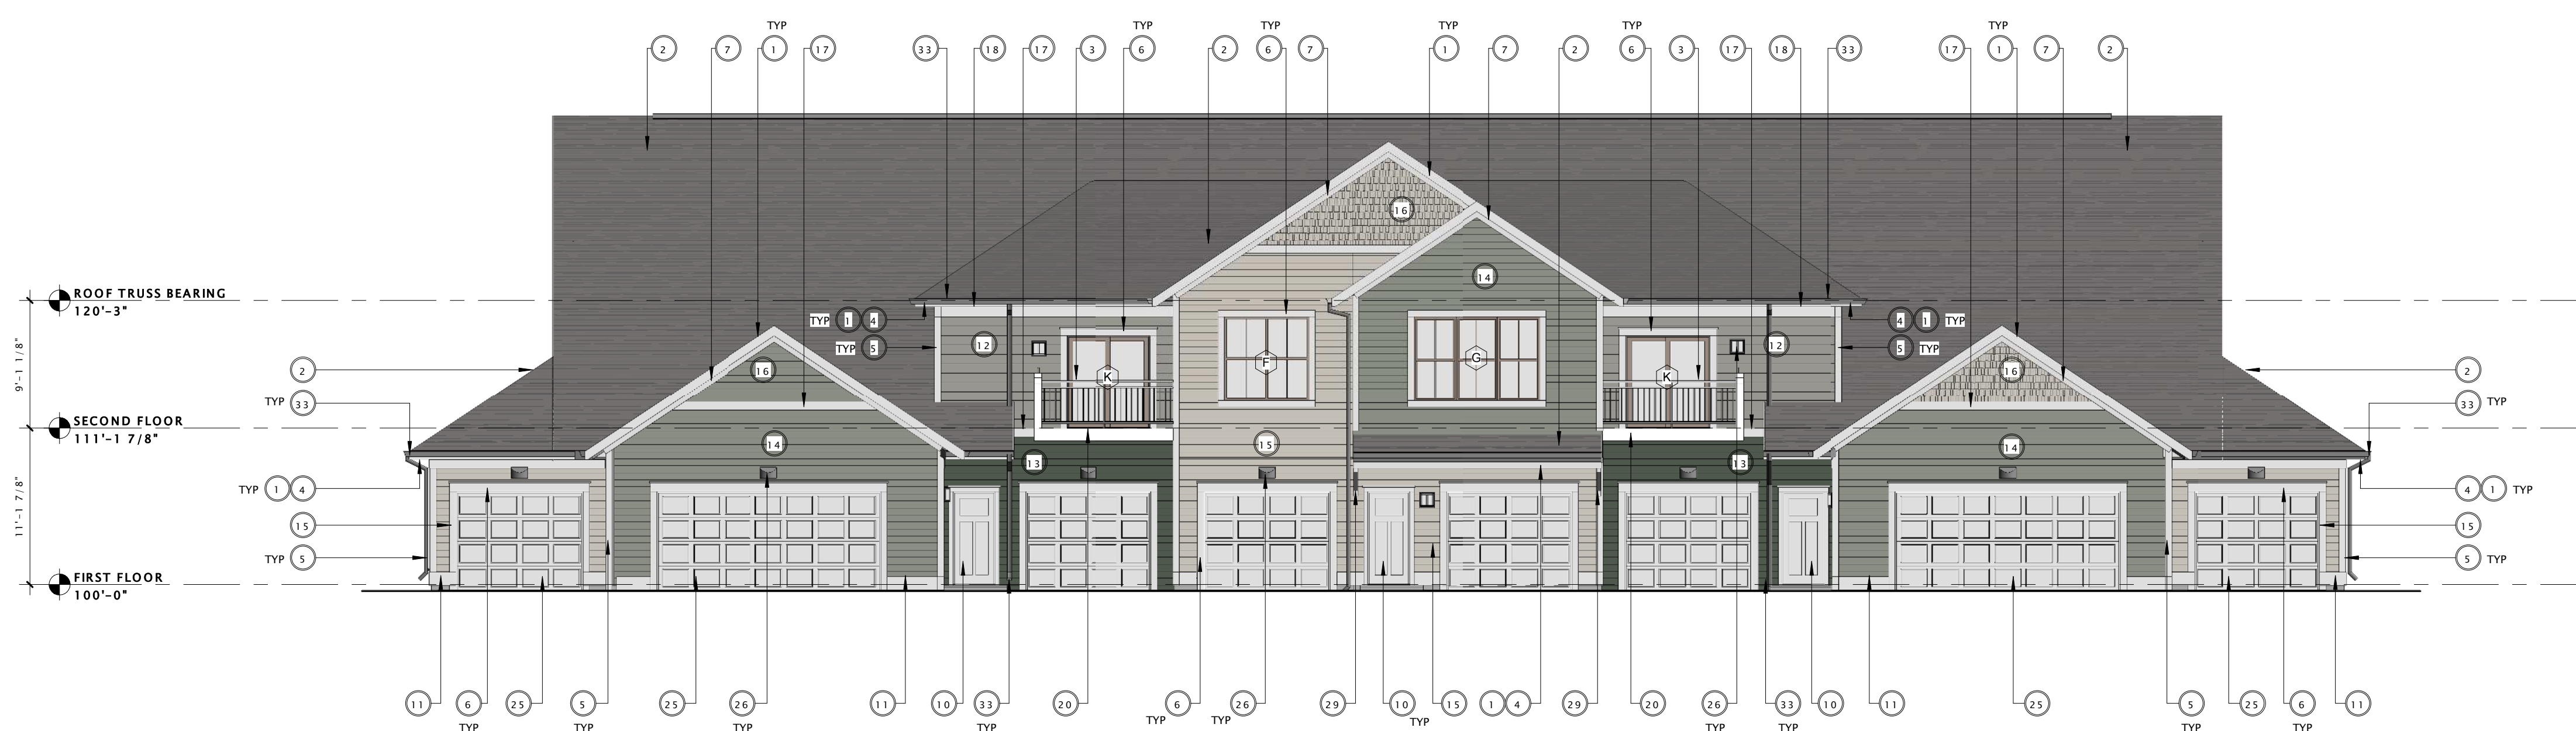 TYP TYP TYP TYP TYP TYP
2 7 1 17 33 18 17 3 6 2 6 7 1 7 2 6 3 17 18 33 17 1 7 2
16
14
ROOF TRUSS BEARING
120'-3"
TYP 1 4
4 1 TYP
TYP 5 12
12 5 TYP
9'-1 1/8"
F G
2 16 K K 16 2
TYP 33
33 TYP
SECOND FLOOR
111'-1 7/8"
14 15 14
13 13
TYP 1 4
4 1 TYP
11'-1 7/8"
15 15
TYP 5
5 TYP
FIRST FLOOR
100'-0"
11 6 25 5 25 26 11 10 33 20 6 26 29 10 15 1 4 29 20 26 33 10 11 25 5 25 6 11
TYP TYP TYP TYP TYP TYP TYP TYP TYP TYP TYP